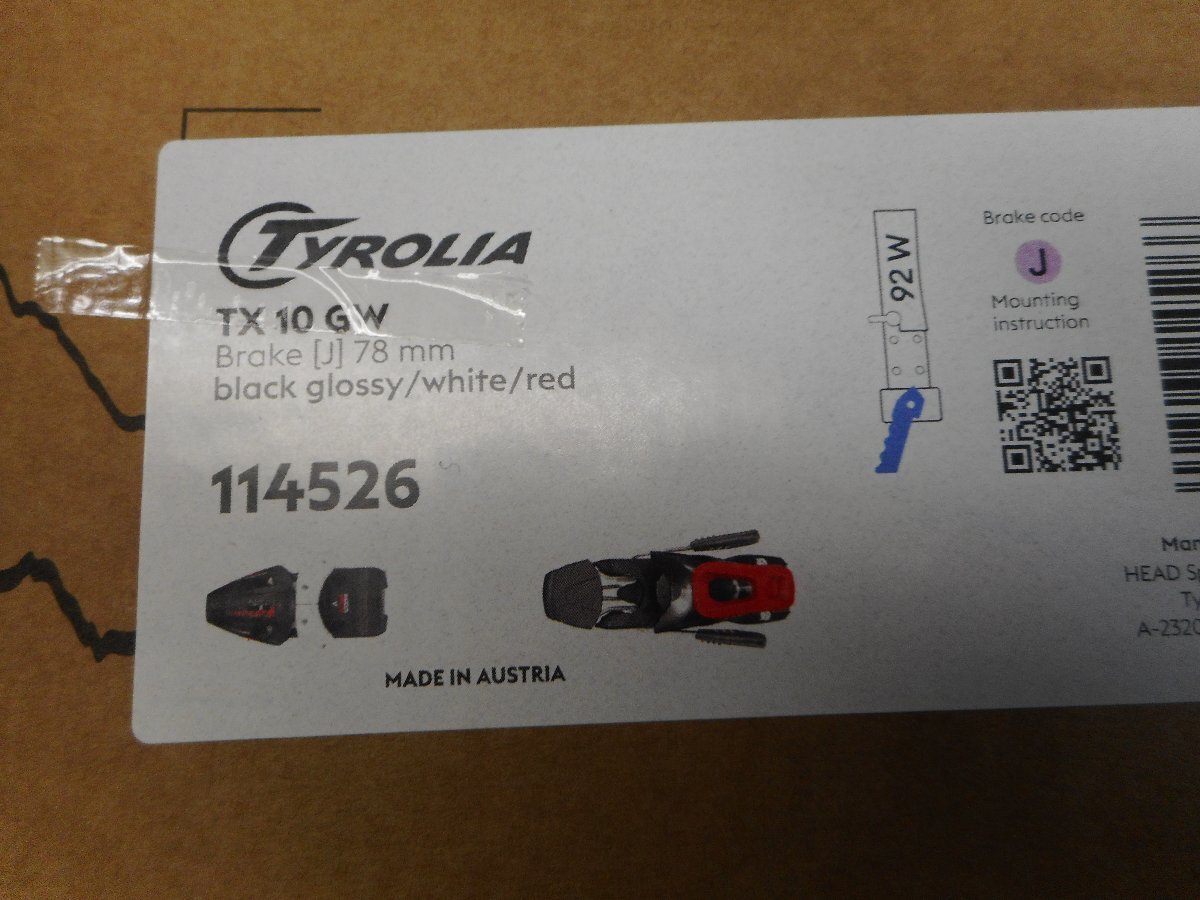 TYROLIA
TX 10 GW
Brake [J] 78 mm
black glossy/white/red
114526
MADE IN AUSTRIA
92 W
Brake code
J
Mounting
instruction
HEAD
A-2320